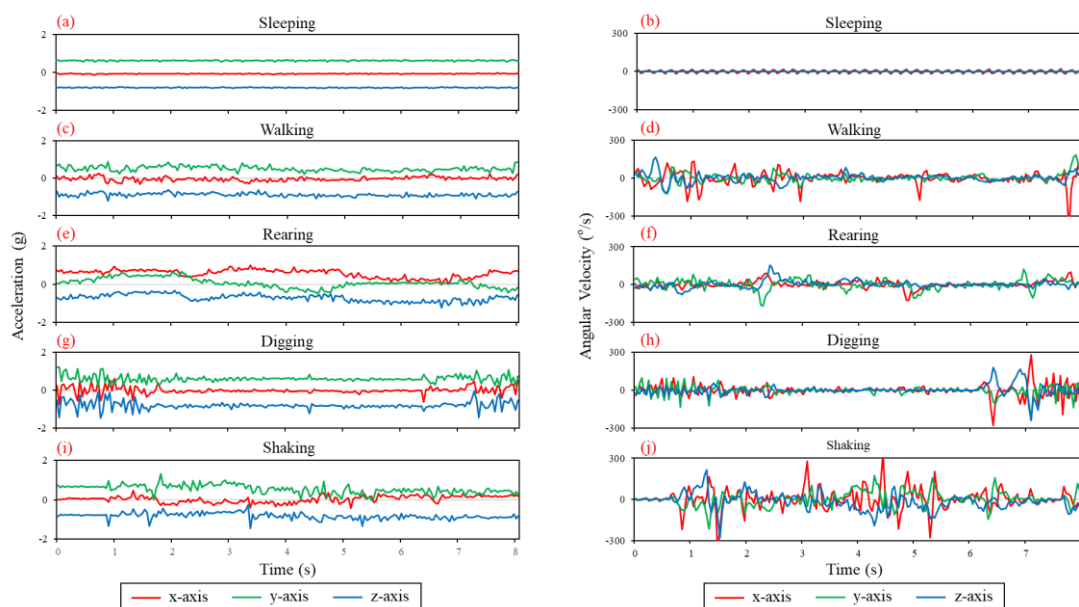 (a) Sleeping
2
0
-2
(c) Walking
2
0
-2
(e) Rearing
2
0
-2
(g) Digging
2
0
-2
(i) Shaking
2
0
-2
0 1 2 3 4 5 6 7 8
Time (s)
Acceleration (g)
x-axis y-axis z-axis
(b) Sleeping
300
0
-300
(d) Walking
300
0
-300
(f) Rearing
300
0
-300
(h) Digging
300
0
-300
(j) Shaking
300
0
-300
0 1 2 3 4 5 6 7
Time (s)
Angular Velocity (°/s)
x-axis y-axis z-axis